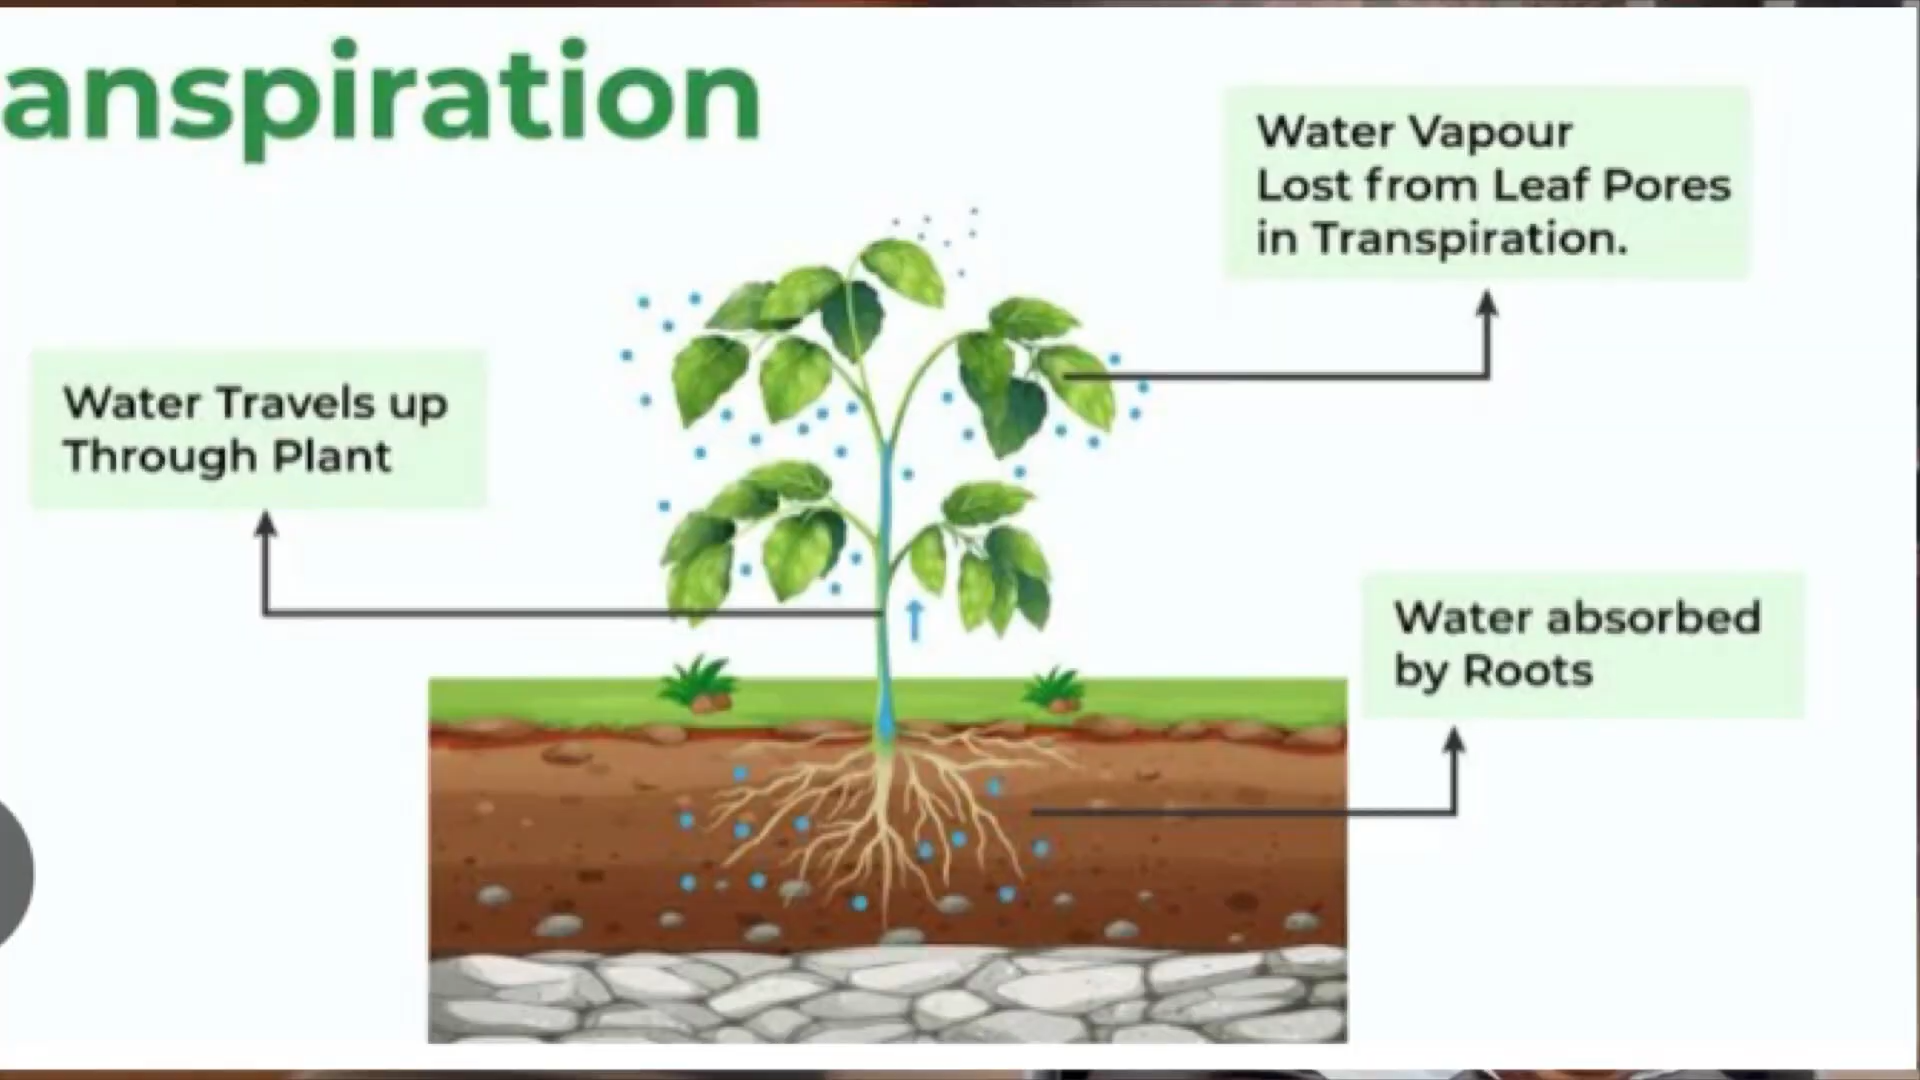 anspiration
Water Vapour
Lost from Leaf Pores
in Transpiration.
Water Travels up
Through Plant
Water absorbed
by Roots